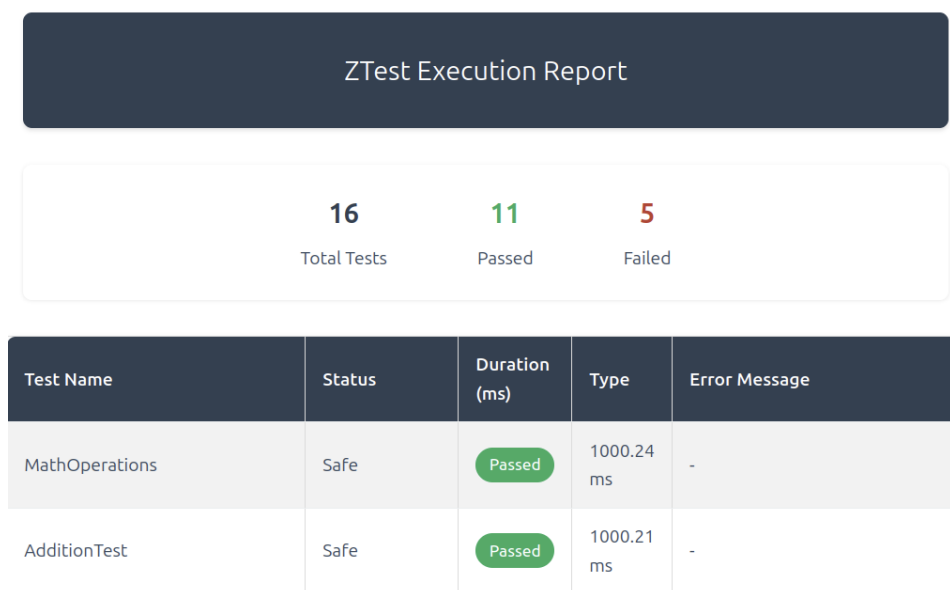 ZTest Execution Report
16
11
5
Total Tests
Passed
Failed
Test Name
Status
Duration
(ms)
Type
Error Message
MathOperations
Safe
Passed
1000.24
ms
-
AdditionTest
Safe
Passed
1000.21
ms
-